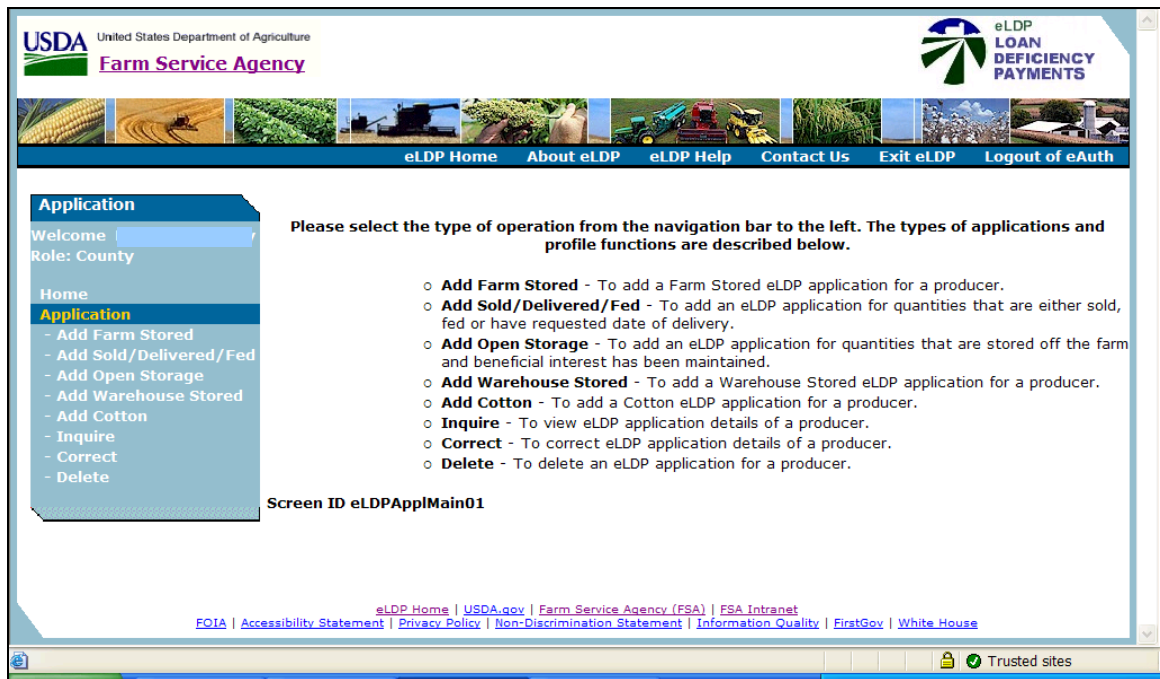 USDA United States Department of Agriculture
Farm Service Agency
eLDP
LOAN
DEFICIENCY
PAYMENTS
eLDP Home About eLDP eLDP Help Contact Us Exit eLDP Logout of eAuth
Application
Welcome
Role: County
Home
Application
- Add Farm Stored
- Add Sold/Delivered/Fed
- Add Open Storage
- Add Warehouse Stored
- Add Cotton
- Inquire
- Correct
- Delete
Please select the type of operation from the navigation bar to the left. The types of applications and
profile functions are described below.
o Add Farm Stored - To add a Farm Stored eLDP application for a producer.
o Add Sold/Delivered/Fed - To add an eLDP application for quantities that are either sold,
fed or have requested date of delivery.
o Add Open Storage - To add an eLDP application for quantities that are stored off the farm
and beneficial interest has been maintained.
o Add Warehouse Stored - To add a Warehouse Stored eLDP application for a producer.
o Add Cotton - To add a Cotton eLDP application for a producer.
o Inquire - To view eLDP application details of a producer.
o Correct - To correct eLDP application details of a producer.
o Delete - To delete an eLDP application for a producer.
Screen ID eLDPApplMain01
eLDP Home | USDA.gov | Farm Service Agency (FSA) | FSA Intranet
FOIA | Accessibility Statement | Privacy Policy | Non-Discrimination Statement | Information Quality | FirstGov | White House
Trusted sites